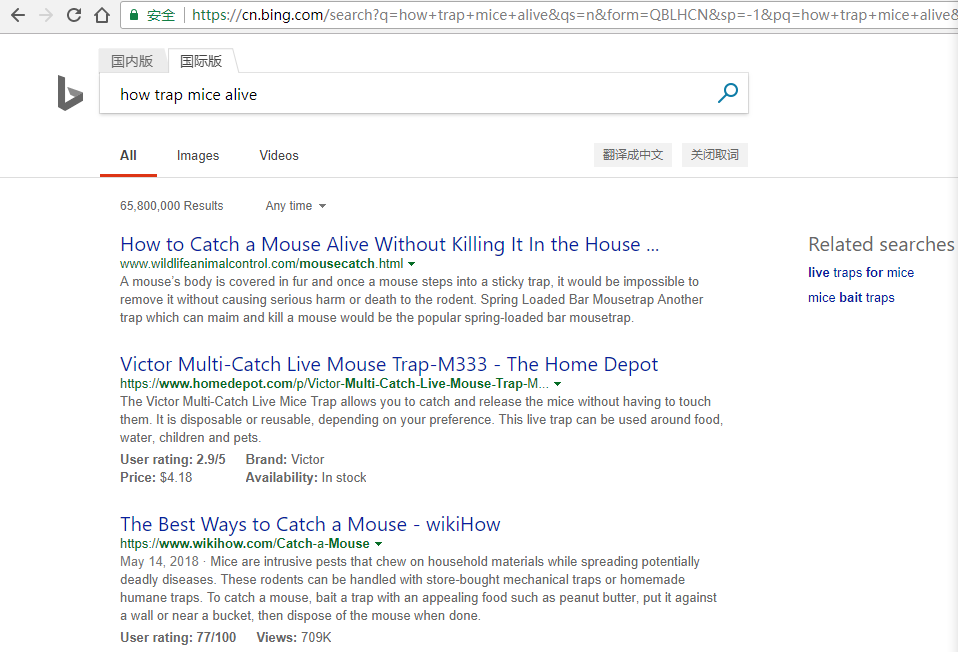 安全 https://cn.bing.com/search?q=how+trap+mice+alive&qs=n&form=QBLHCN&sp=-1&pq=how+trap+mice+alive&
国内版 国际版
how trap mice alive
All Images Videos 翻译成中文 关闭取词
65,800,000 Results Any time
How to Catch a Mouse Alive Without Killing It In the House ...
www.wildlifeanimalcontrol.com/mousecatch.html
A mouse's body is covered in fur and once a mouse steps into a sticky trap, it would be impossible to
remove it without causing serious harm or death to the rodent. Spring Loaded Bar Mousetrap Another
trap which can maim and kill a mouse would be the popular spring-loaded bar mousetrap.
Victor Multi-Catch Live Mouse Trap-M333 - The Home Depot
https://www.homedepot.com/p/Victor-Multi-Catch-Live-Mouse-Trap-M...
The Victor Multi-Catch Live Mice Trap allows you to catch and release the mice without having to touch
them. It is disposable or reusable, depending on your preference. This live trap can be used around food,
water, children and pets.
User rating: 2.9/5 Brand: Victor
Price: $4.18 Availability: In stock
The Best Ways to Catch a Mouse - wikiHow
https://www.wikihow.com/Catch-a-Mouse
May 14, 2018 · Mice are intrusive pests that chew on household materials while spreading potentially
deadly diseases. These rodents can be handled with store-bought mechanical traps or homemade
humane traps. To catch a mouse, bait a trap with an appealing food such as peanut butter, put it against
a wall or near a bucket, then dispose of the mouse when done.
User rating: 77/100 Views: 709K
Related searches
live traps for mice
mice bait traps